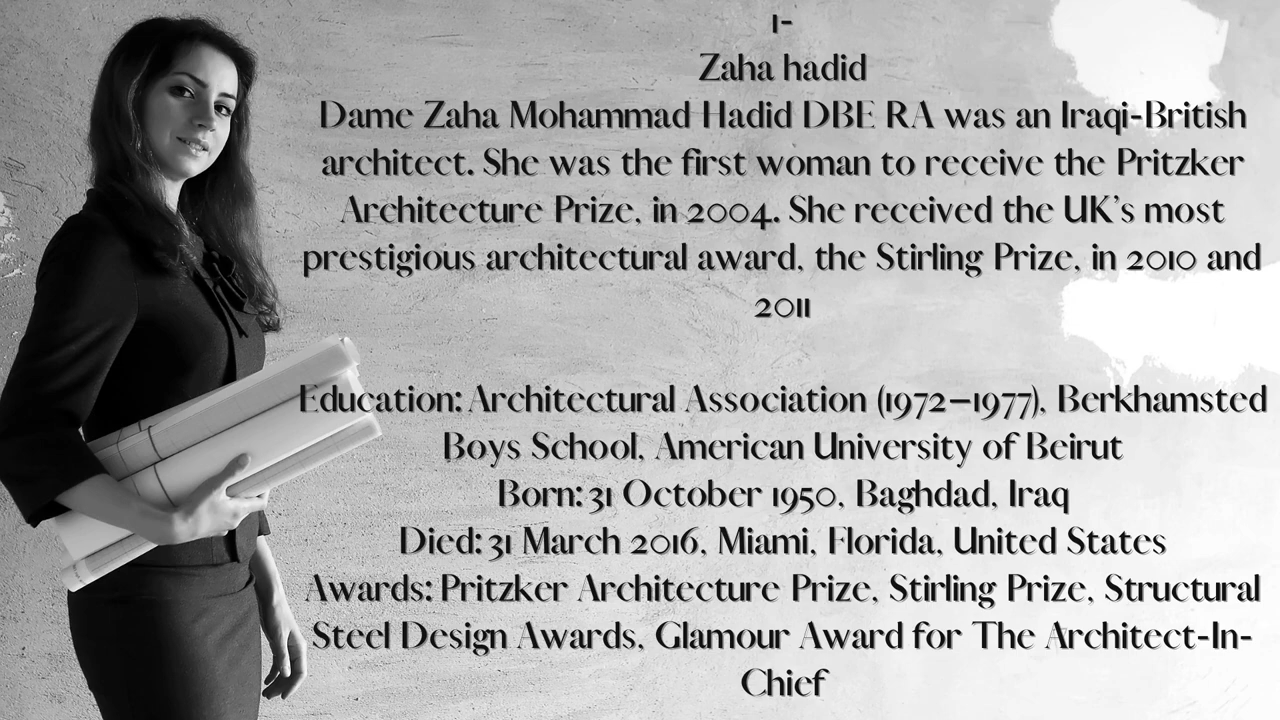 1-
Zaha hadid
Dame Zaha Mohammad Hadid DBE RA was an Iraqi-British
architect. She was the first woman to receive the Pritzker
Architecture Prize, in 2004. She received the UK's most
prestigious architectural award, the Stirling Prize, in 2010 and
2011
Education: Architectural Association (1972–1977), Berkhamsted
Boys School, American University of Beirut
Born: 31 October 1950, Baghdad, Iraq
Died: 31 March 2016, Miami, Florida, United States
Awards: Pritzker Architecture Prize, Stirling Prize, Structural
Steel Design Awards, Glamour Award for The Architect-In-
Chief